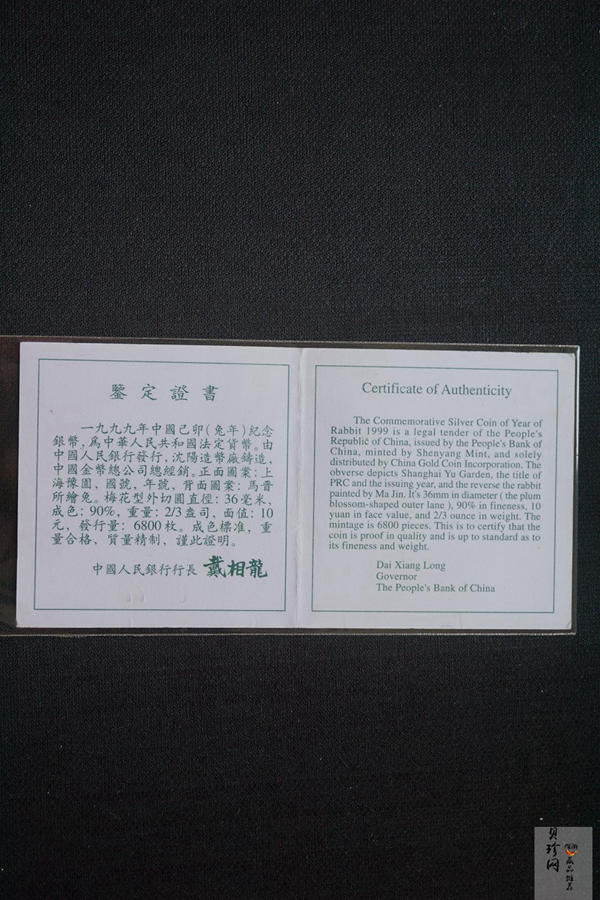 鑒定證書
一九九九年中國己卯(兔年)紀念
銀幣，爲中華人民共和國法定貨幣。由
中國人民銀行發行，沈陽造幣廠鑄造，
中國金幣總公司總經銷。正面圖案：上
海豫園，國號，年號，背面圖案：馬晋
所繪兔。梅花型外切圓直徑：36毫米，
成色：90%，重量：2/3盎司，面值：10
元，發行量：6800枚。成色標准，重
量合格，質量精制，謹此證明。
中國人民銀行行長 戴相龍
Certificate of Authenticity
The Commemorative Silver Coin of Year of
Rabbit 1999 is a legal tender of the People's
Republic of China, issued by the People's Bank of
China, minted by Shenyang Mint, and solely
distributed by China Gold Coin Incorporation. The
obverse depicts Shanghai Yu Garden, the title of
PRC and the issuing year, and the reverse the rabbit
painted by Ma Jin. It's 36mm in diameter ( the plum
blossom-shaped outer lane ), 90% in fineness, 10
yuan in face value, and 2/3 ounce in weight. The
mintage is 6800 pieces. This is to certify that the
coin is proof in quality and is up to standard as to
its fineness and weight.
Dai Xiang Long
Governor
The People's Bank of China
贝珍网